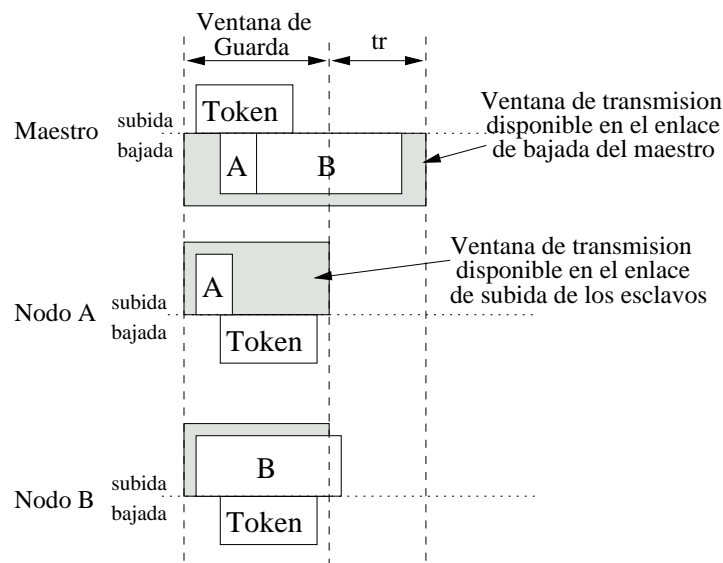 Ventana de
Guarda
tr
Token
Maestro
subida
bajada
A
B
Ventana de transmision
disponible en el enlace
de bajada del maestro
A
Nodo A
subida
bajada
Token
Ventana de transmision
disponible en el enlace
de subida de los esclavos
B
Nodo B
subida
bajada
Token